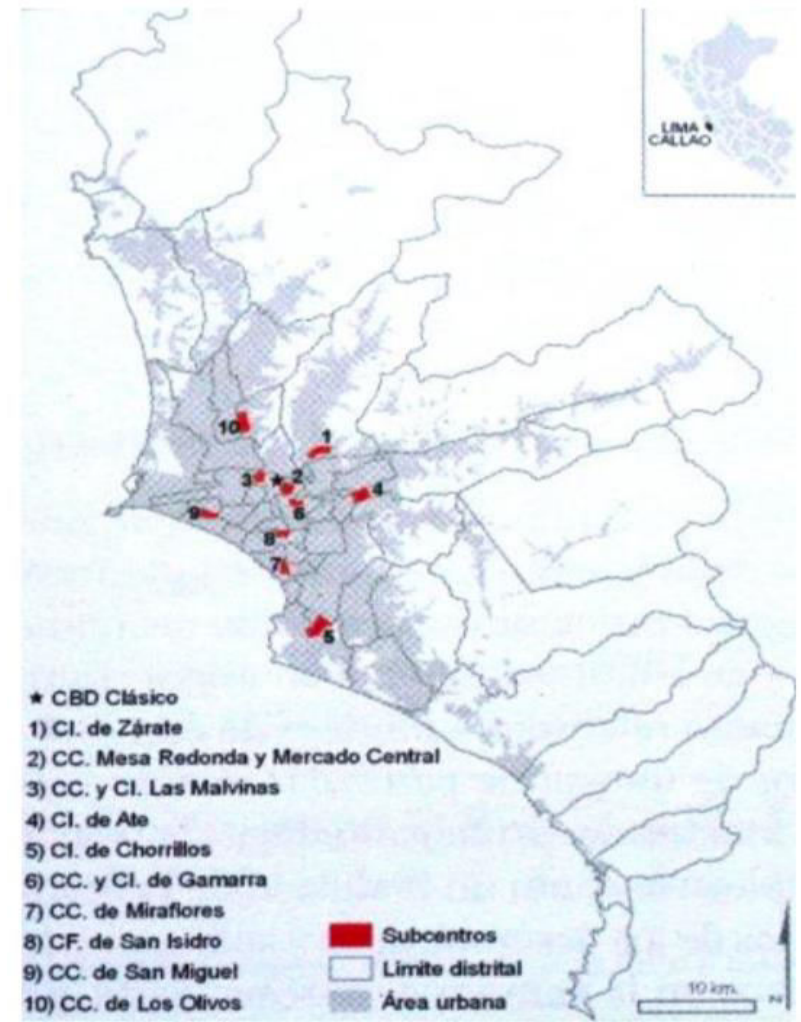 LIMA
CALLAO
10
1
3
★
2
4
6
9
8
7
5
★ CBD Clásico
1) CI. de Zárate
2) CC. Mesa Redonda y Mercado Central
3) CC. y CI. Las Malvinas
4) CI. de Ate
5) CI. de Chorrillos
6) CC. y CI. de Gamarra
7) CC. de Miraflores
8) CF. de San Isidro
9) CC. de San Miguel
10) CC. de Los Olivos
Subcentros
Limite distrital
Área urbana
10 km.
N